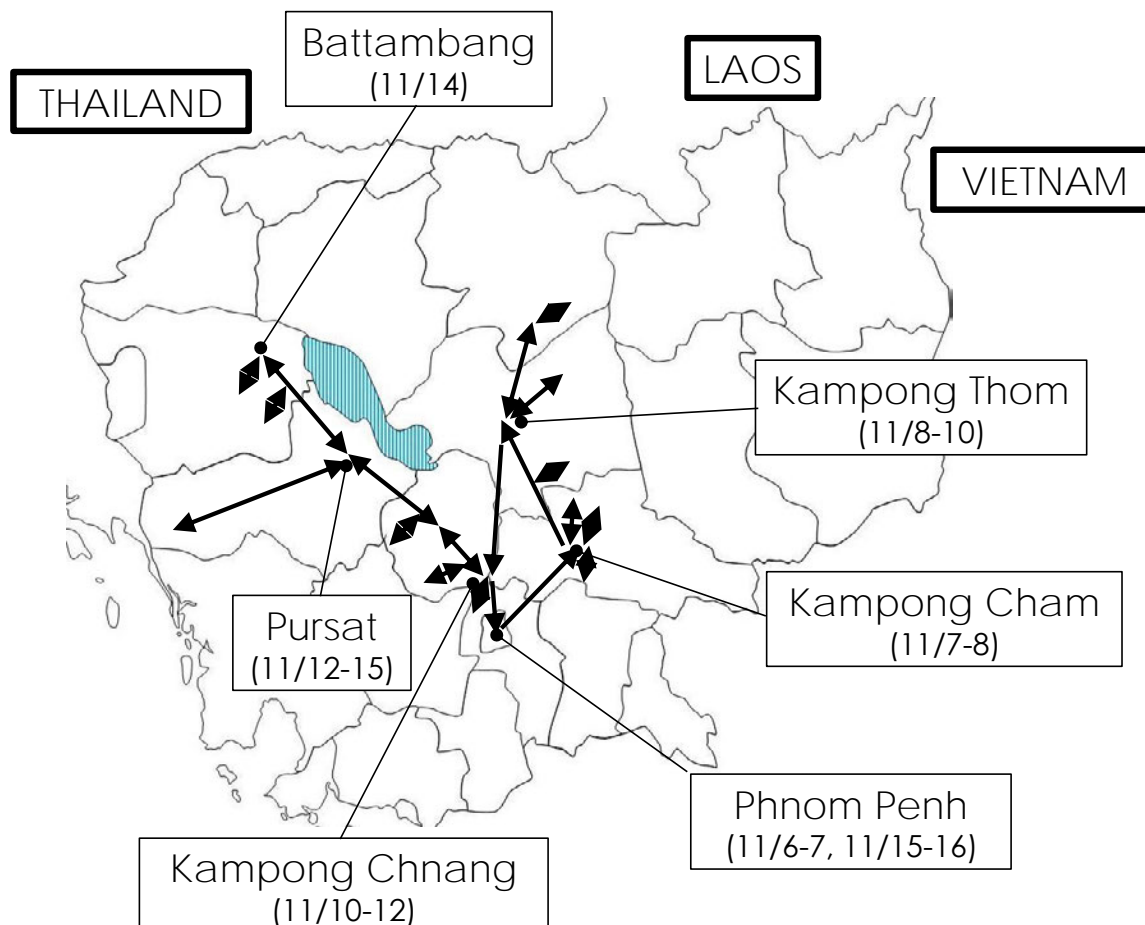 Battambang
(11/14)
LAOS
THAILAND
VIETNAM
Kampong Thom
(11/8-10)
Kampong Cham
(11/7-8)
Pursat
(11/12-15)
Phnom Penh
(11/6-7, 11/15-16)
Kampong Chnang
(11/10-12)